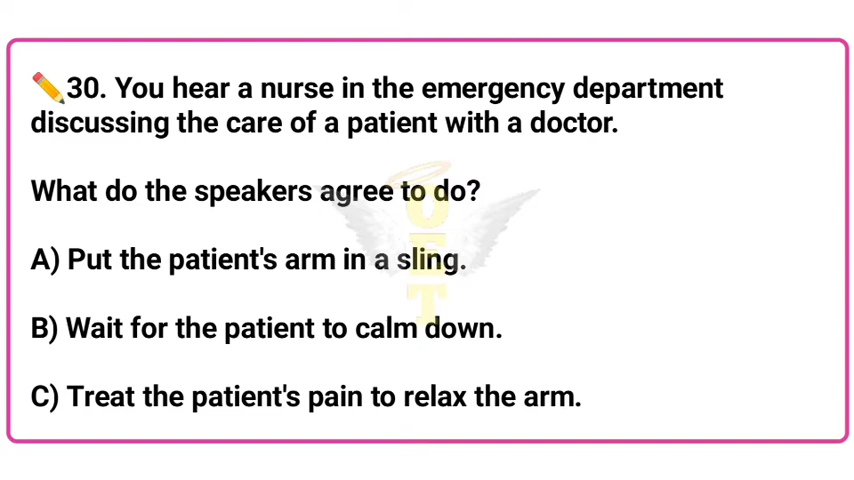 ✏️30. You hear a nurse in the emergency department
discussing the care of a patient with a doctor.
What do the speakers agree to do?
A) Put the patient's arm in a sling.
B) Wait for the patient to calm down.
C) Treat the patient's pain to relax the arm.
OET